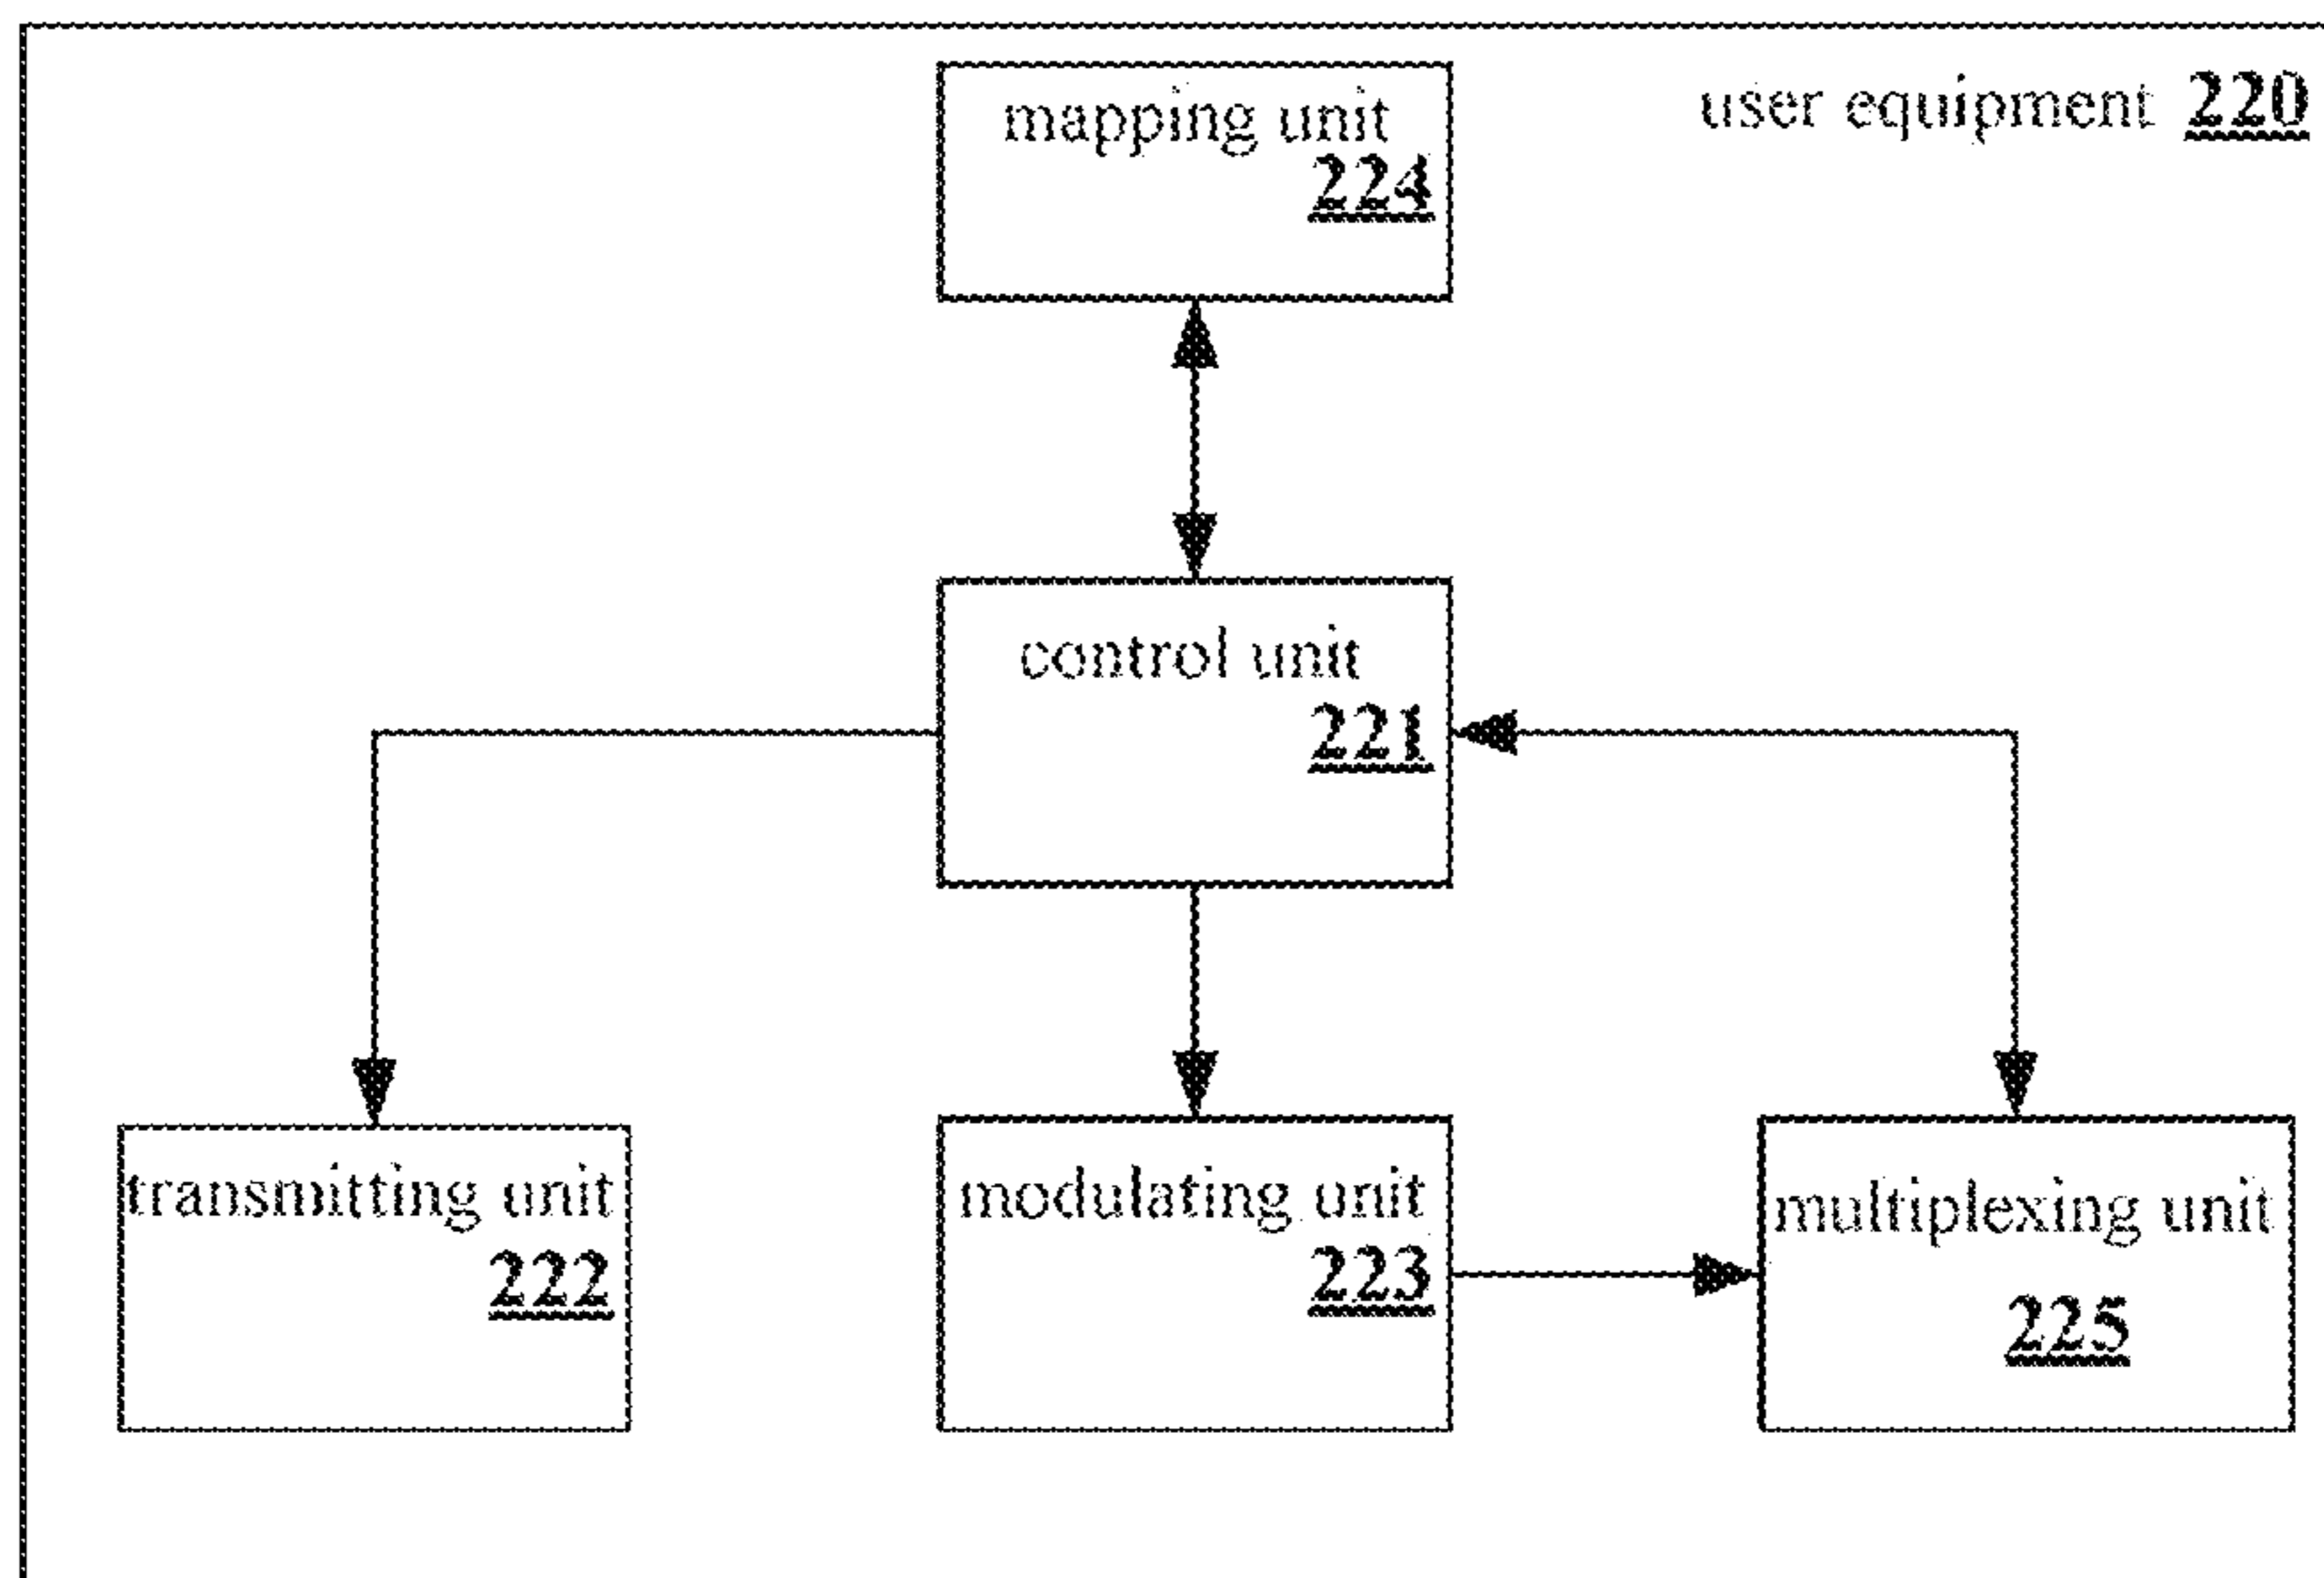 user equipment 220
mapping unit
224
control unit
221
transmitting unit
222
modulating unit
223
multiplexing unit
225